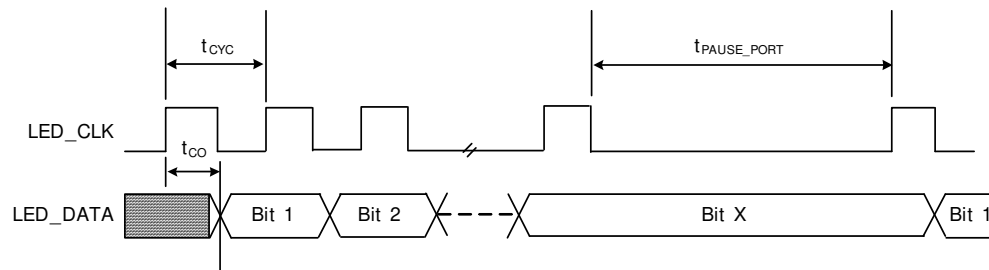 tCYC
tPAUSE_PORT
LED_CLK
tCO
LED_DATA
Bit 1
Bit 2
Bit X
Bit 1